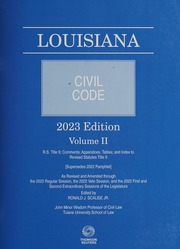 LOUISIANA
CIVIL
CODE
2023 Edition
Volume II
R.S. Title 9; Comments; Appendices; Tables; and Index to
Revised Statutes Title 9
[Supersedes 2022 Pamphlet]
As Revised and Amended through
the 2022 Regular Session, the 2022 Veto Session, and the 2022 First and
Second Extraordinary Sessions of the Legislature
Edited by
RONALD J. SCALISE JR.
John Minor Wisdom Professor of Civil Law
Tulane University School of Law
THOMSON
REUTERS